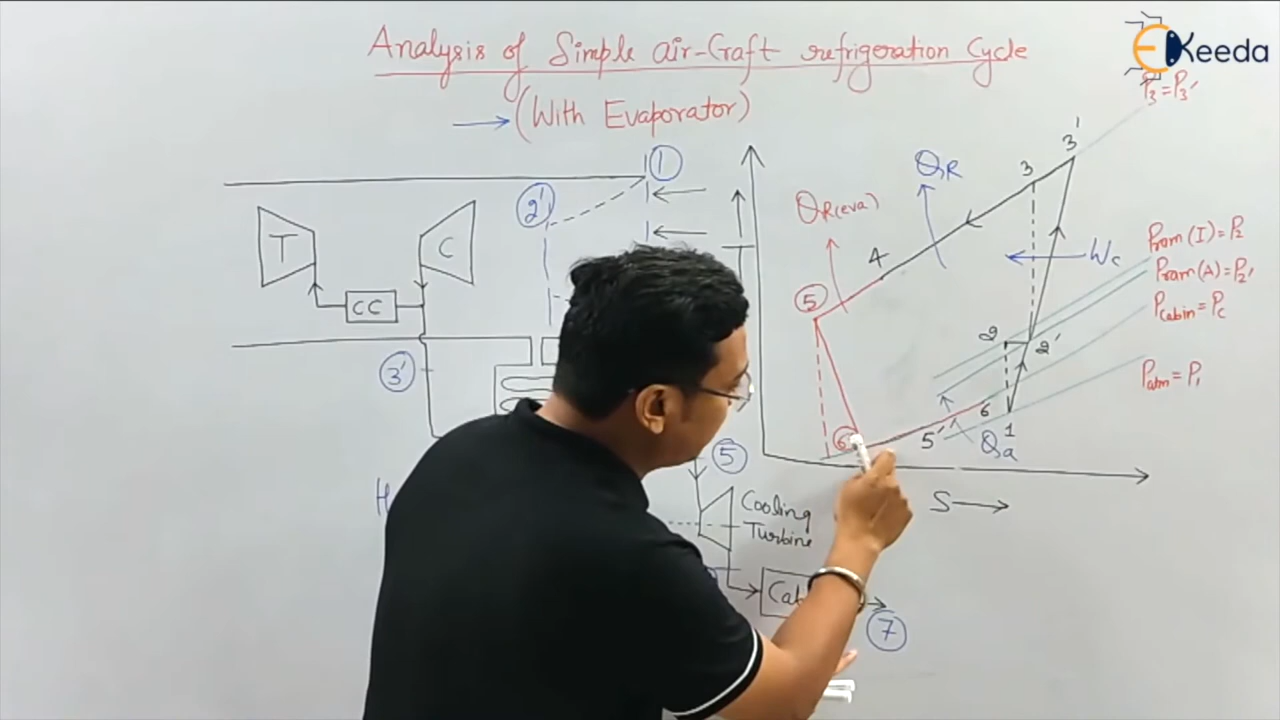 Analysis of Simple air-Craft refrigeration Cycle
(With Evaporator)
EKeeda
P3=P3'
1
2'
T
C
CC
3'
H
5
Cooling
Turbine
7
QR(eva)
QR
3
3'
4
5
Wc
Pram(I)=P2
Pram(A)=P2'
Pcabin=Pc
Patm=P1
2
2'
6
5'
1
Qa
6'
S